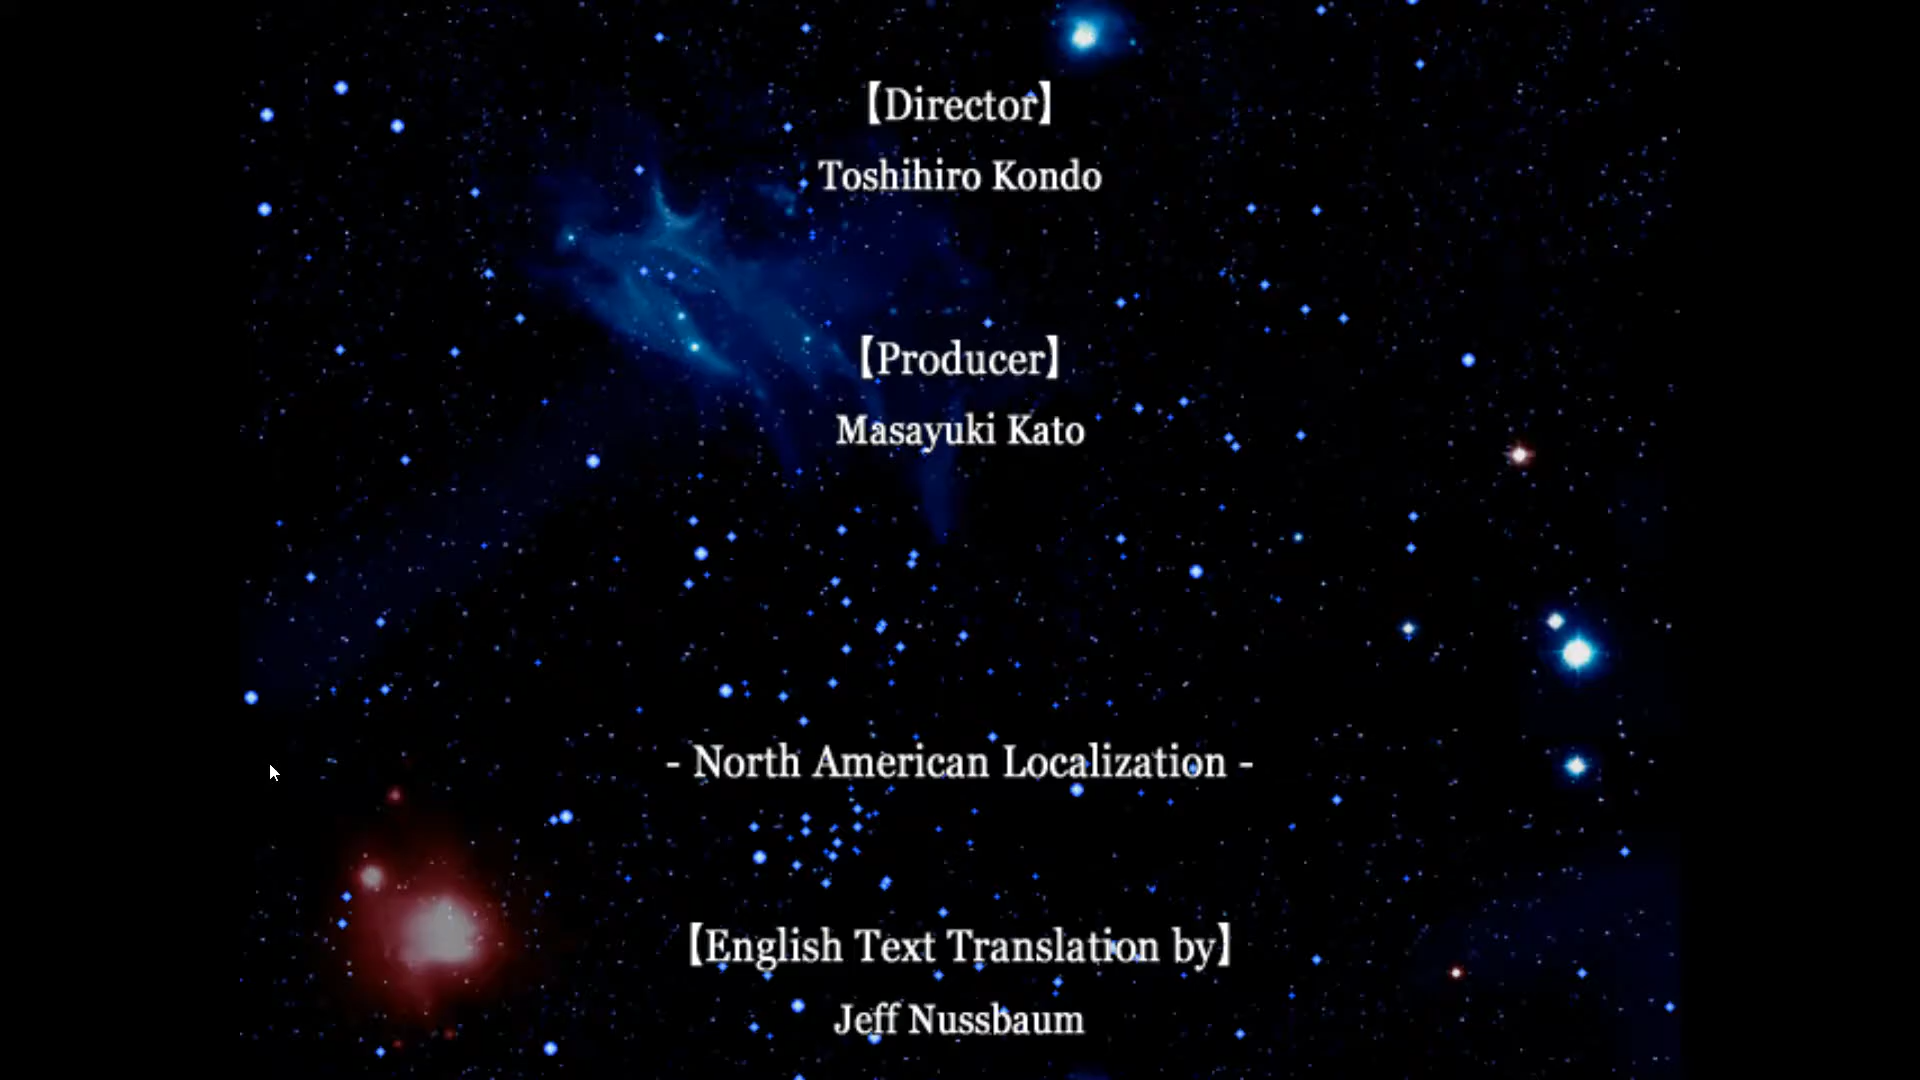 【Director】
Toshihiro Kondo
【Producer】
Masayuki Kato
- North American Localization -
【English Text Translation by】
Jeff Nussbaum